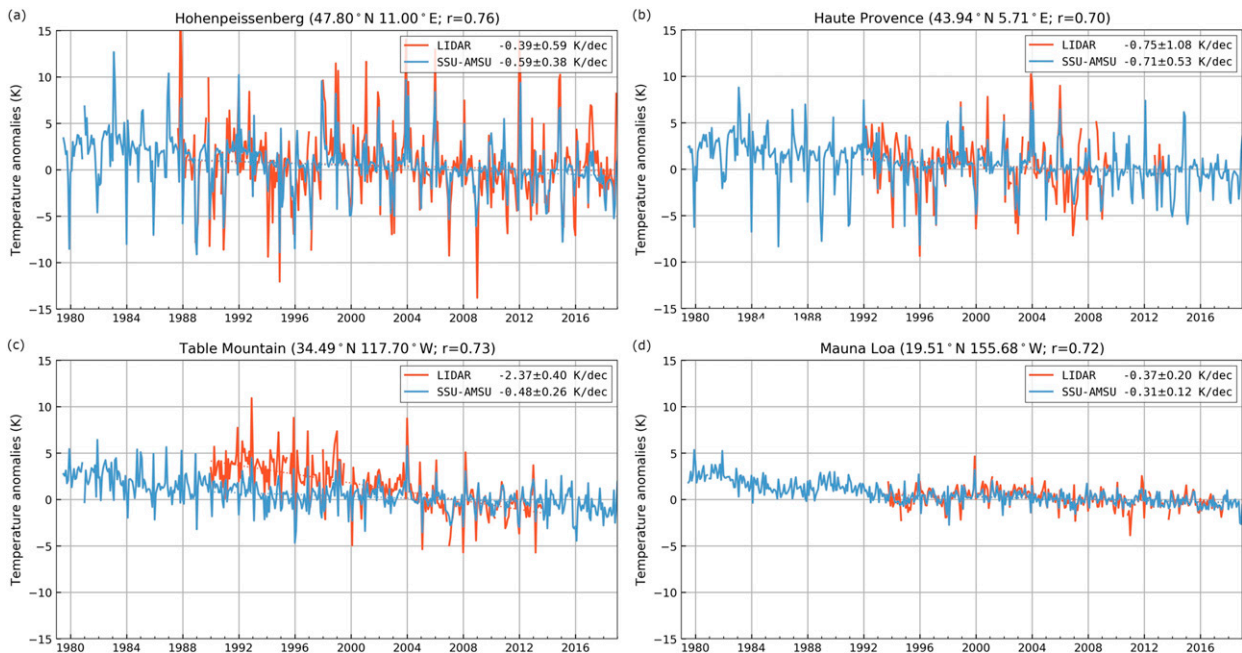 (a)
Hohenpeissenberg (47.80°N 11.00°E; r=0.76)
LIDAR -0.39±0.59 K/dec
SSU-AMSU -0.59±0.38 K/dec
Temperature anomalies (K)
15
10
5
0
−5
−10
−15
1980 1984 1988 1992 1996 2000 2004 2008 2012 2016
(b)
Haute Provence (43.94°N 5.71°E; r=0.70)
LIDAR -0.75±1.08 K/dec
SSU-AMSU -0.71±0.53 K/dec
Temperature anomalies (K)
15
10
5
0
−5
−10
−15
1980 1984 1988 1992 1996 2000 2004 2008 2012 2016
(c)
Table Mountain (34.49°N 117.70°W; r=0.73)
LIDAR -2.37±0.40 K/dec
SSU-AMSU -0.48±0.26 K/dec
Temperature anomalies (K)
15
10
5
0
−5
−10
−15
1980 1984 1988 1992 1996 2000 2004 2008 2012 2016
(d)
Mauna Loa (19.51°N 155.68°W; r=0.72)
LIDAR -0.37±0.20 K/dec
SSU-AMSU -0.31±0.12 K/dec
Temperature anomalies (K)
15
10
5
0
−5
−10
−15
1980 1984 1988 1992 1996 2000 2004 2008 2012 2016